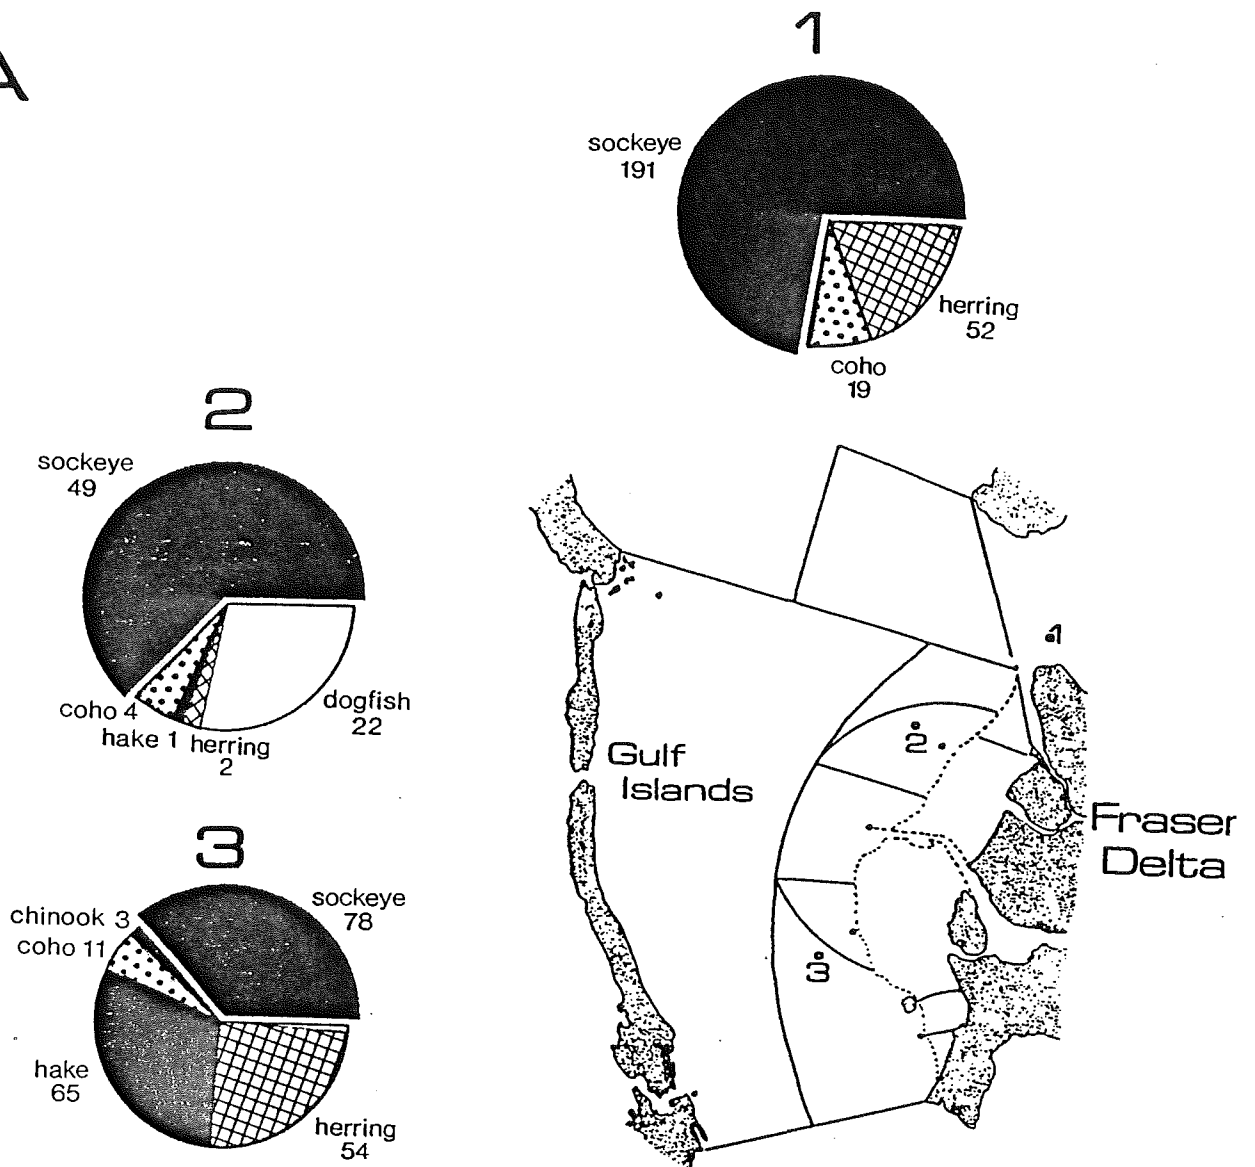 A
1
sockeye
191
herring
52
coho
19
2
sockeye
49
dogfish
22
coho 4
hake 1 herring
2
3
sockeye
78
chinook 3
coho 11
hake
65
herring
54
1
2
Gulf
Islands
Fraser
Delta
3